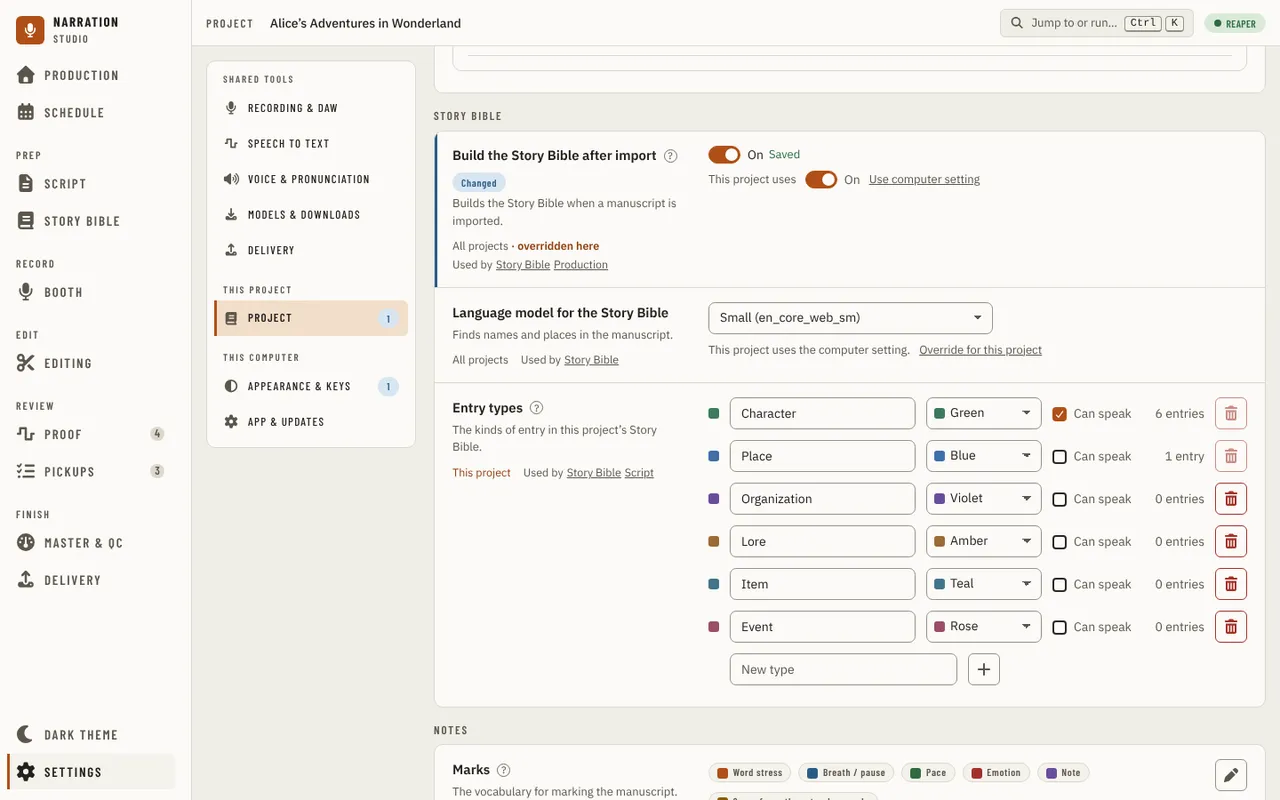 NARRATION
STUDIO
PRODUCTION
SCHEDULE
PREP
SCRIPT
STORY BIBLE
RECORD
BOOTH
EDIT
EDITING
REVIEW
PROOF 4
PICKUPS 3
FINISH
MASTER & QC
DELIVERY
DARK THEME
SETTINGS
PROJECT Alice's Adventures in Wonderland
Jump to or run... Ctrl K
REAPER
SHARED TOOLS
RECORDING & DAW
SPEECH TO TEXT
VOICE & PRONUNCIATION
MODELS & DOWNLOADS
DELIVERY
THIS PROJECT
PROJECT 1
THIS COMPUTER
APPEARANCE & KEYS 1
APP & UPDATES
STORY BIBLE
Build the Story Bible after import ?
Changed
Builds the Story Bible when a manuscript is
imported.
All projects · overridden here
Used by Story Bible Production
On Saved
This project uses On Use computer setting
Language model for the Story Bible
Finds names and places in the manuscript.
All projects Used by Story Bible
Small (en_core_web_sm)
This project uses the computer setting. Override for this project
Entry types ?
The kinds of entry in this project's Story
Bible.
This project Used by Story Bible Script
Character Green Can speak 6 entries
Place Blue Can speak 1 entry
Organization Violet Can speak 0 entries
Lore Amber Can speak 0 entries
Item Teal Can speak 0 entries
Event Rose Can speak 0 entries
New type
NOTES
Marks ?
The vocabulary for marking the manuscript.
Word stress Breath / pause Pace Emotion Note